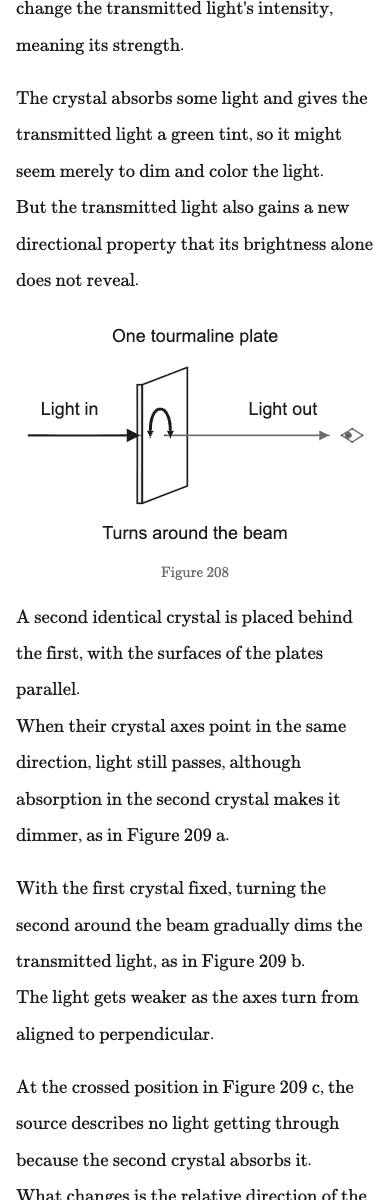 change the transmitted light's intensity,
meaning its strength.
The crystal absorbs some light and gives the
transmitted light a green tint, so it might
seem merely to dim and color the light.
But the transmitted light also gains a new
directional property that its brightness alone
does not reveal.
One tourmaline plate
Light in
Light out
Turns around the beam
Figure 208
A second identical crystal is placed behind
the first, with the surfaces of the plates
parallel.
When their crystal axes point in the same
direction, light still passes, although
absorption in the second crystal makes it
dimmer, as in Figure 209 a.
With the first crystal fixed, turning the
second around the beam gradually dims the
transmitted light, as in Figure 209 b.
The light gets weaker as the axes turn from
aligned to perpendicular.
At the crossed position in Figure 209 c, the
source describes no light getting through
because the second crystal absorbs it.
What changes is the relative direction of the